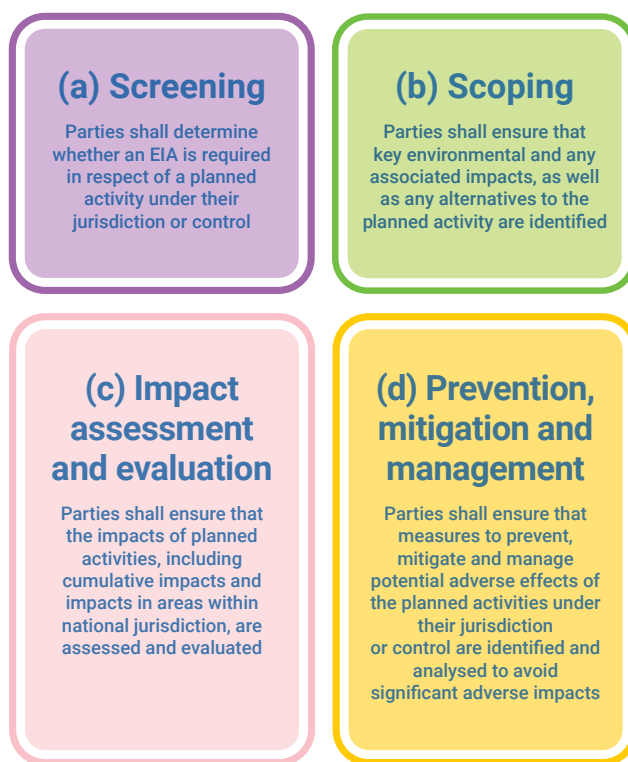 (a) Screening
Parties shall determine
whether an EIA is required
in respect of a planned
activity under their
jurisdiction or control
(b) Scoping
Parties shall ensure that
key environmental and any
associated impacts, as well
as any alternatives to the
planned activity are identified
(c) Impact
assessment
and evaluation
Parties shall ensure that
the impacts of planned
activities, including
cumulative impacts and
impacts in areas within
national jurisdiction, are
assessed and evaluated
(d) Prevention,
mitigation and
management
Parties shall ensure that
measures to prevent,
mitigate and manage
potential adverse effects of
the planned activities under
their jurisdiction
or control are identified and
analysed to avoid
significant adverse impacts